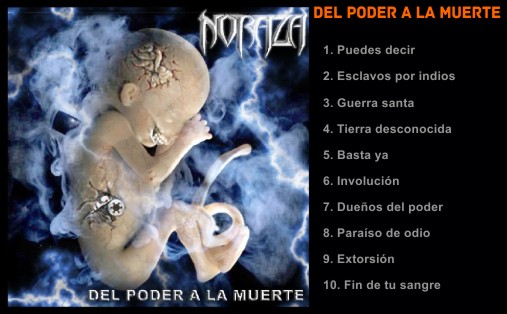 NORAZA
DEL PODER A LA MUERTE
DEL PODER A LA MUERTE
1. Puedes decir
2. Esclavos por indios
3. Guerra santa
4. Tierra desconocida
5. Basta ya
6. Involución
7. Dueños del poder
8. Paraíso de odio
9. Extorsión
10. Fin de tu sangre